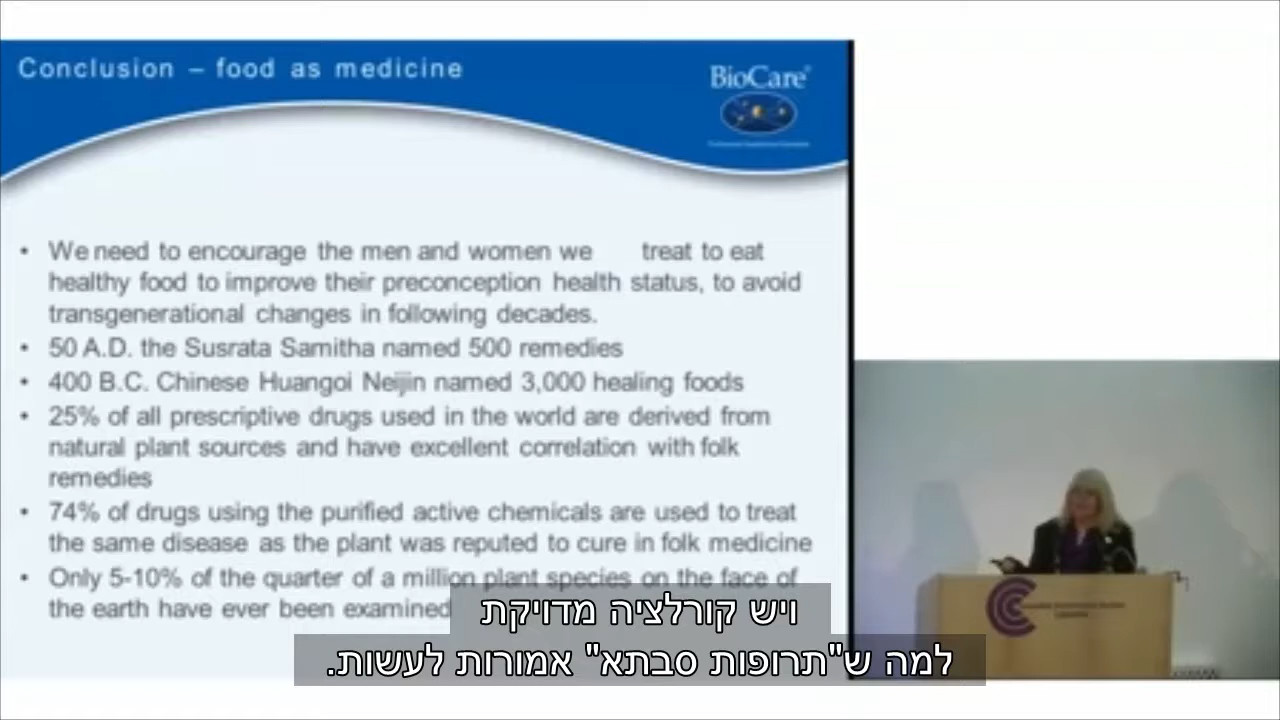 Conclusion – food as medicine
BioCare®
• We need to encourage the men and women we treat to eat
healthy food to improve their preconception health status, to avoid
transgenerational changes in following decades.
• 50 A.D. the Susrata Samitha named 500 remedies
• 400 B.C. Chinese Huangoi Neijin named 3,000 healing foods
• 25% of all prescriptive drugs used in the world are derived from
natural plant sources and have excellent correlation with folk
remedies
• 74% of drugs using the purified active chemicals are used to treat
the same disease as the plant was reputed to cure in folk medicine
• Only 5-10% of the quarter of a million plant species on the face of
the earth have ever been examined
ויש קורלציה מדויקת
למה ש"תרופות סבתא" אמורות לעשות.